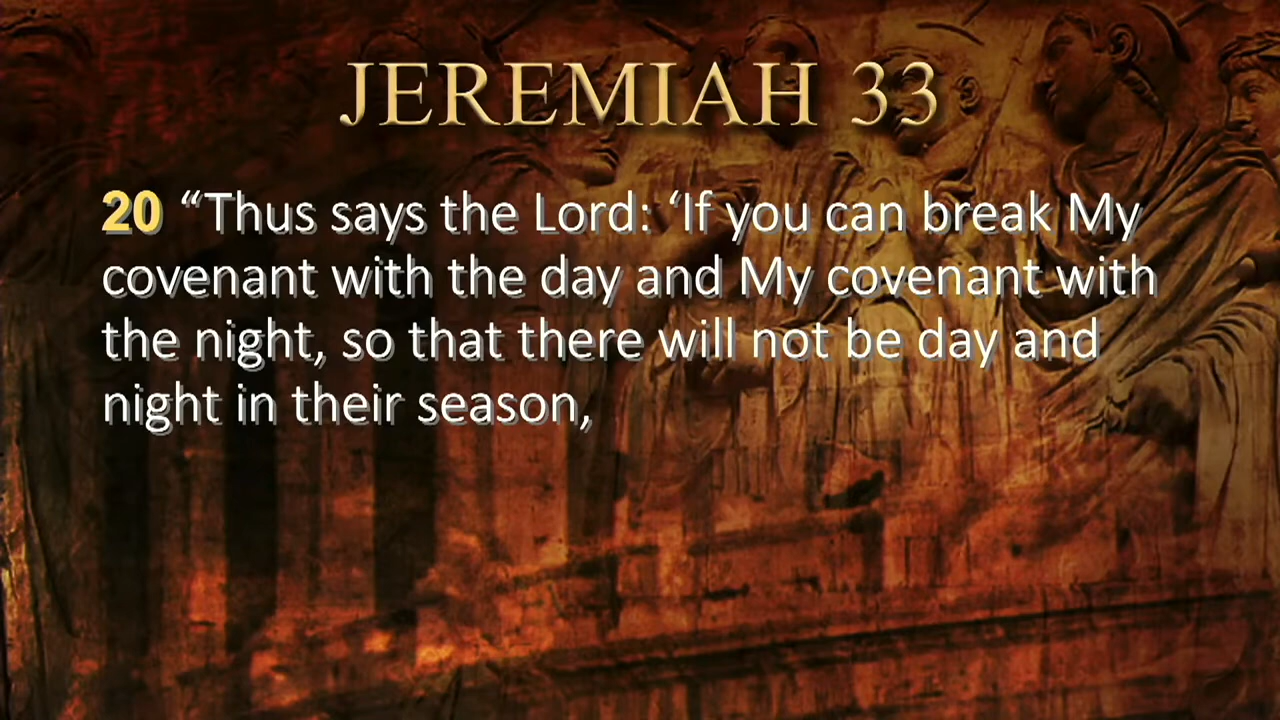 JEREMIAH 33
20 “Thus says the Lord: ‘If you can break My
covenant with the day and My covenant with
the night, so that there will not be day and
night in their season,